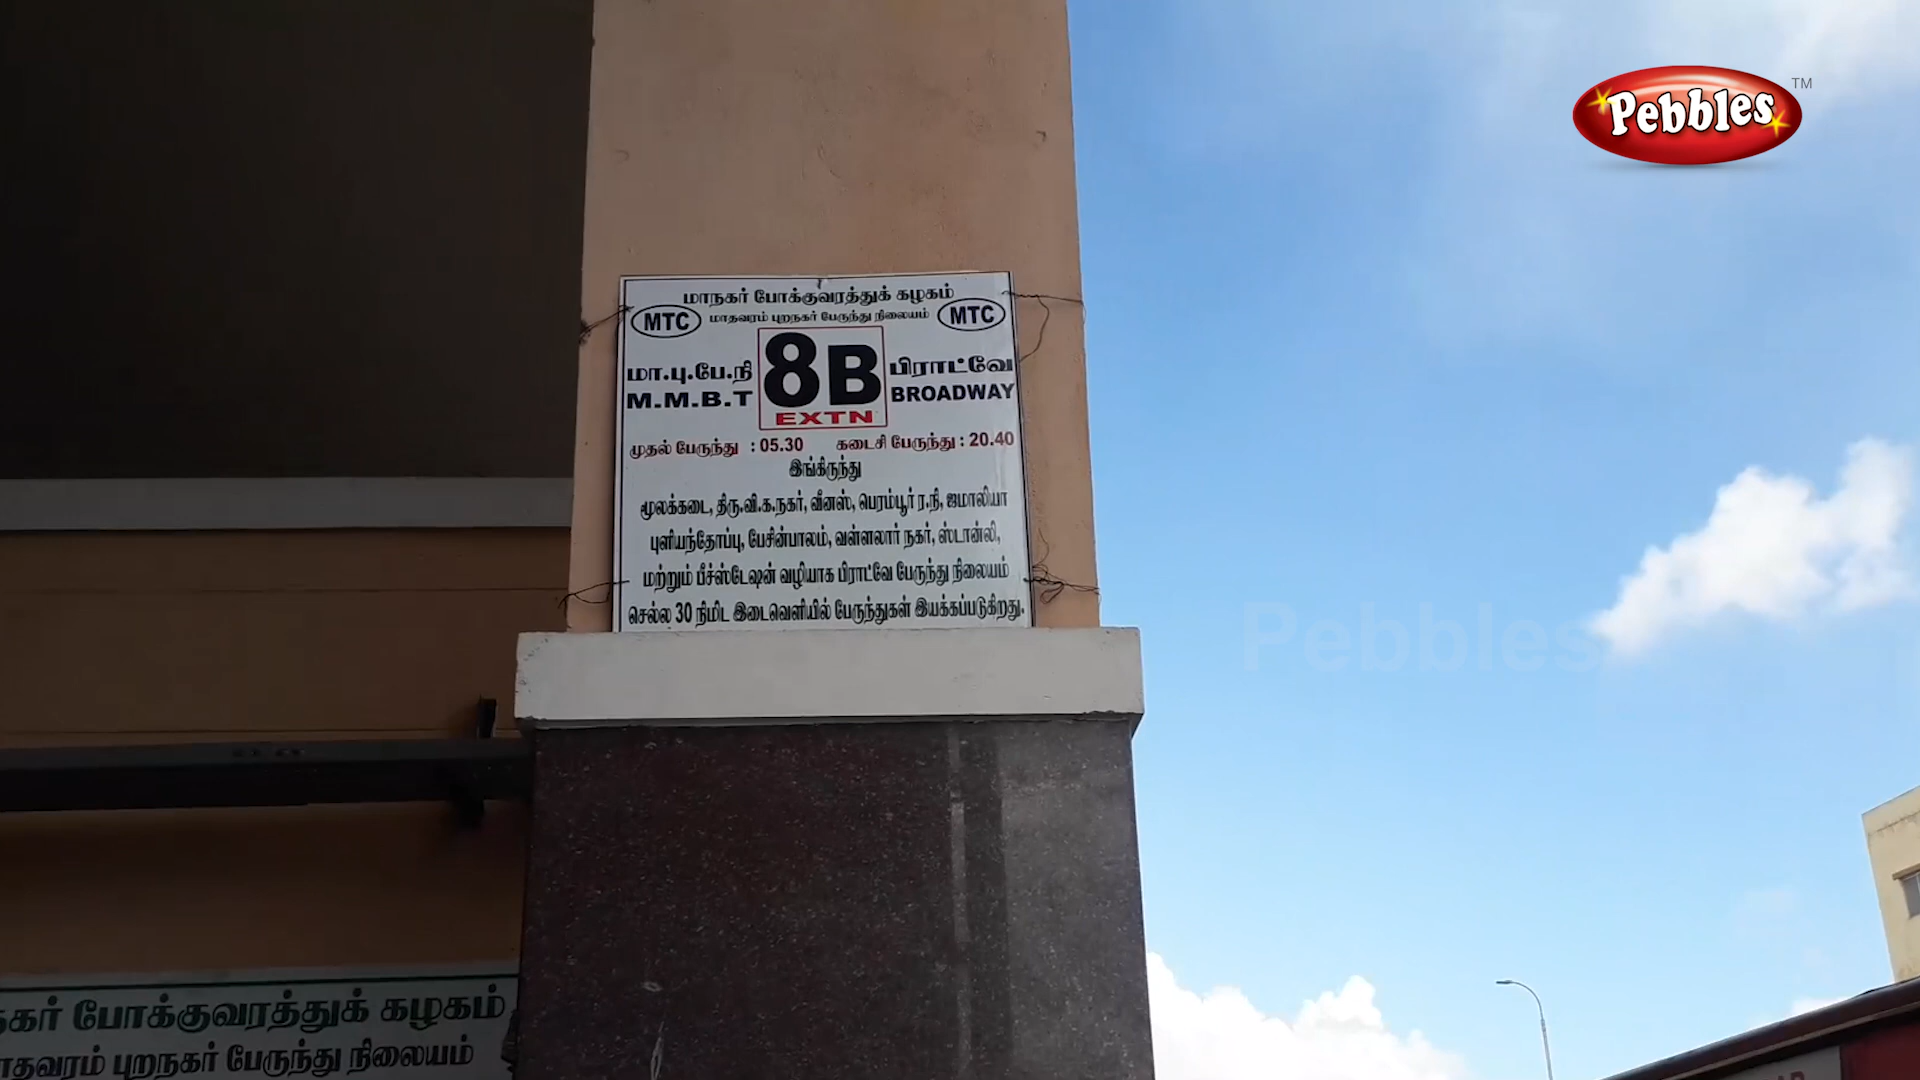 Pebbles
TM
மாநகர் போக்குவரத்துக் கழகம்
MTC மாதவரம் புறநகர் பேருந்து நிலையம் MTC
மா.பு.பே.நி 8B பிராட்வே
M.M.B.T EXTN BROADWAY
முதல் பேருந்து : 05.30 கடைசி பேருந்து : 20.40
இங்கிருந்து
மூலக்கடை, திரு.வி.க.நகர், வீனஸ், பெரம்பூர் ர.நி, ஜமாலியா
புளியந்தோப்பு, பேசின்பாலம், வள்ளலார் நகர், ஸ்டான்லி,
மற்றும் பீச்ஸ்டேஷன் வழியாக பிராட்வே பேருந்து நிலையம்
செல்ல 30 நிமிட இடைவெளியில் பேருந்துகள் இயக்கப்படுகிறது.
Pebbles
நகர் போக்குவரத்துக் கழகம்
ாதவரம் புறநகர் பேருந்து நிலையம்